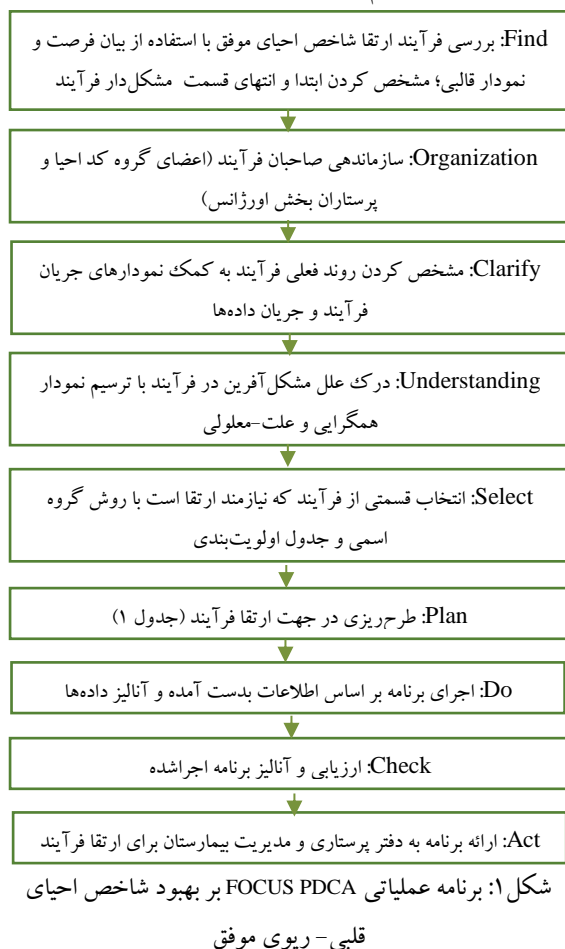 Find: بررسی فرآیند ارتقا شاخص احیای موفق با استفاده از بیان فرصت و
نمودار قالبی؛ مشخص کردن ابتدا و انتهای قسمت مشکل‌دار فرآیند
Organization: سازماندهی صاحبان فرآیند (اعضای گروه کد احیا و
پرستاران بخش اورژانس)
Clarify: مشخص کردن روند فعلی فرآیند به کمک نمودارهای جریان
فرآیند و جریان داده‌ها
Understanding: درک علل مشکل‌آفرین در فرآیند با ترسیم نمودار
همگرایی و علت-معلولی
Select: انتخاب قسمتی از فرآیند که نیازمند ارتقا است با روش گروه
اسمی و جدول اولویت‌بندی
Plan: طرح‌ریزی در جهت ارتقا فرآیند (جدول ۱)
Do: اجرای برنامه بر اساس اطلاعات بدست آمده و آنالیز داده‌ها
Check: ارزیابی و آنالیز برنامه اجراشده
Act: ارائه برنامه به دفتر پرستاری و مدیریت بیمارستان برای ارتقا فرآیند
شکل۱: برنامه عملیاتی FOCUS PDCA بر بهبود شاخص احیای
قلبی- ریوی موفق